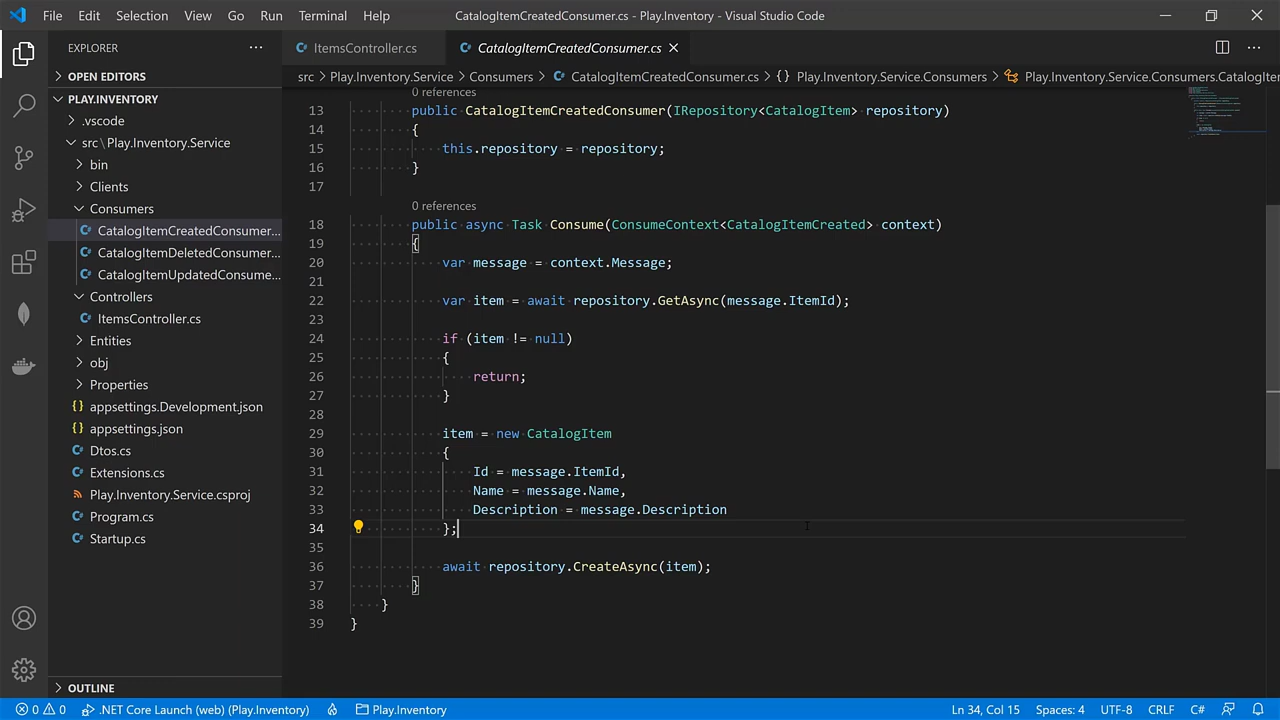 File Edit Selection View Go Run Terminal Help CatalogItemCreatedConsumer.cs - Play.Inventory - Visual Studio Code
EXPLORER
OPEN EDITORS
PLAY.INVENTORY
.vscode
src\Play.Inventory.Service
bin
Clients
Consumers
CatalogItemCreatedConsumer...
CatalogItemDeletedConsumer...
CatalogItemUpdatedConsume...
Controllers
ItemsController.cs
Entities
obj
Properties
appsettings.Development.json
appsettings.json
Dtos.cs
Extensions.cs
Play.Inventory.Service.csproj
Program.cs
Startup.cs
OUTLINE
ItemsController.cs CatalogItemCreatedConsumer.cs
src > Play.Inventory.Service > Consumers > CatalogItemCreatedConsumer.cs > {} Play.Inventory.Service.Consumers > Play.Inventory.Service.Consumers.CatalogIte
0 references
13 public CatalogItemCreatedConsumer(IRepository<CatalogItem> repository)
14 {
15 this.repository = repository;
16 }
17
0 references
18 public async Task Consume(ConsumeContext<CatalogItemCreated> context)
19 {
20 var message = context.Message;
21
22 var item = await repository.GetAsync(message.ItemId);
23
24 if (item != null)
25 {
26 return;
27 }
28
29 item = new CatalogItem
30 {
31 Id = message.ItemId,
32 Name = message.Name,
33 Description = message.Description
34 };
35
36 await repository.CreateAsync(item);
37 }
38 }
39 }
0 0 .NET Core Launch (web) (Play.Inventory) Play.Inventory Ln 34, Col 15 Spaces: 4 UTF-8 CRLF C#